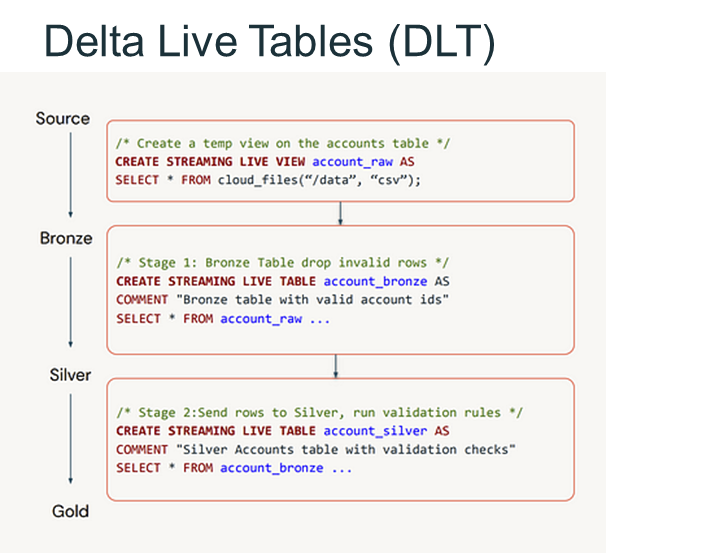 Delta Live Tables (DLT)
Source
/* Create a temp view on the accounts table */
CREATE STREAMING LIVE VIEW account_raw AS
SELECT * FROM cloud_files(“/data”, “csv”);
Bronze
/* Stage 1: Bronze Table drop invalid rows */
CREATE STREAMING LIVE TABLE account_bronze AS
COMMENT "Bronze table with valid account ids"
SELECT * FROM account_raw ...
Silver
/* Stage 2:Send rows to Silver, run validation rules */
CREATE STREAMING LIVE TABLE account_silver AS
COMMENT "Silver Accounts table with validation checks"
SELECT * FROM account_bronze ...
Gold